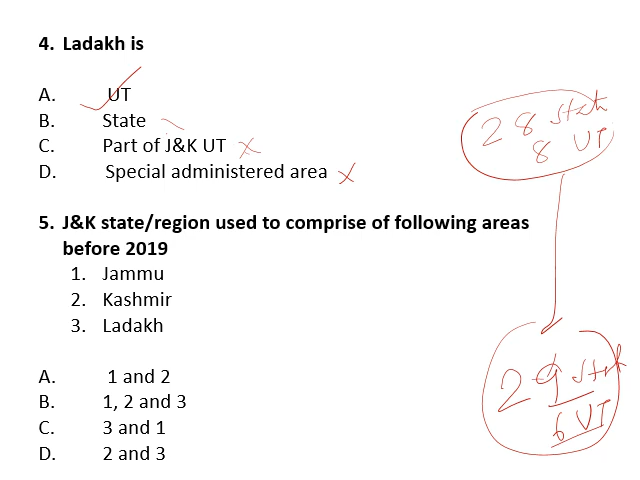 4. Ladakh is
A. UT
B. State
C. Part of J&K UT
D. Special administered area
28 State
8 UT
5. J&K state/region used to comprise of following areas
before 2019
1. Jammu
2. Kashmir
3. Ladakh
A. 1 and 2
B. 1, 2 and 3
C. 3 and 1
D. 2 and 3
29 State
6 UT